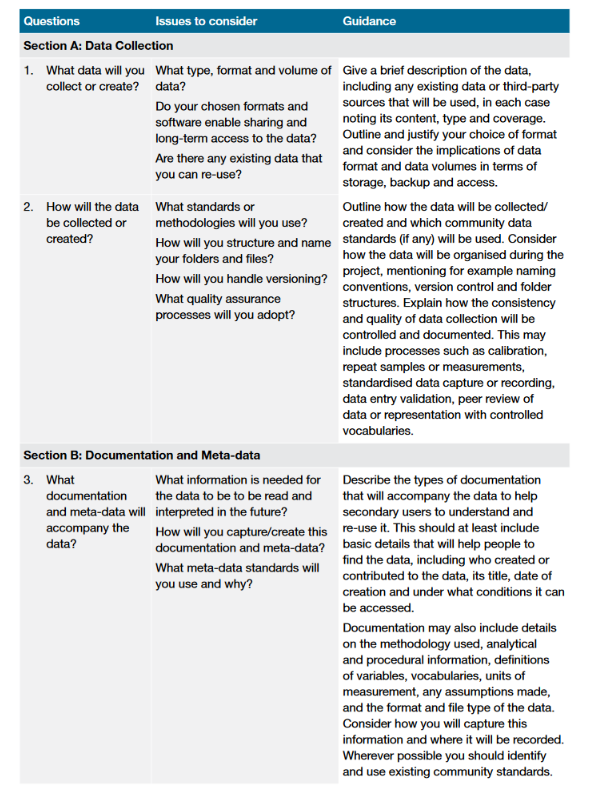 Questions
Issues to consider
Guidance
Section A: Data Collection
1. What data will you
collect or create?
What type, format and volume of
data?
Do your chosen formats and
software enable sharing and
long-term access to the data?
Are there any existing data that
you can re-use?
Give a brief description of the data,
including any existing data or third-party
sources that will be used, in each case
noting its content, type and coverage.
Outline and justify your choice of format
and consider the implications of data
format and data volumes in terms of
storage, backup and access.
2. How will the data
be collected or
created?
What standards or
methodologies will you use?
How will you structure and name
your folders and files?
How will you handle versioning?
What quality assurance
processes will you adopt?
Outline how the data will be collected/
created and which community data
standards (if any) will be used. Consider
how the data will be organised during the
project, mentioning for example naming
conventions, version control and folder
structures. Explain how the consistency
and quality of data collection will be
controlled and documented. This may
include processes such as calibration,
repeat samples or measurements,
standardised data capture or recording,
data entry validation, peer review of
data or representation with controlled
vocabularies.
Section B: Documentation and Meta-data
3. What
documentation
and meta-data will
accompany the
data?
What information is needed for
the data to be to be read and
interpreted in the future?
How will you capture/create this
documentation and meta-data?
What meta-data standards will
you use and why?
Describe the types of documentation
that will accompany the data to help
secondary users to understand and
re-use it. This should at least include
basic details that will help people to
find the data, including who created or
contributed to the data, its title, date of
creation and under what conditions it can
be accessed.
Documentation may also include details
on the methodology used, analytical
and procedural information, definitions
of variables, vocabularies, units of
measurement, any assumptions made,
and the format and file type of the data.
Consider how you will capture this
information and where it will be recorded.
Wherever possible you should identify
and use existing community standards.